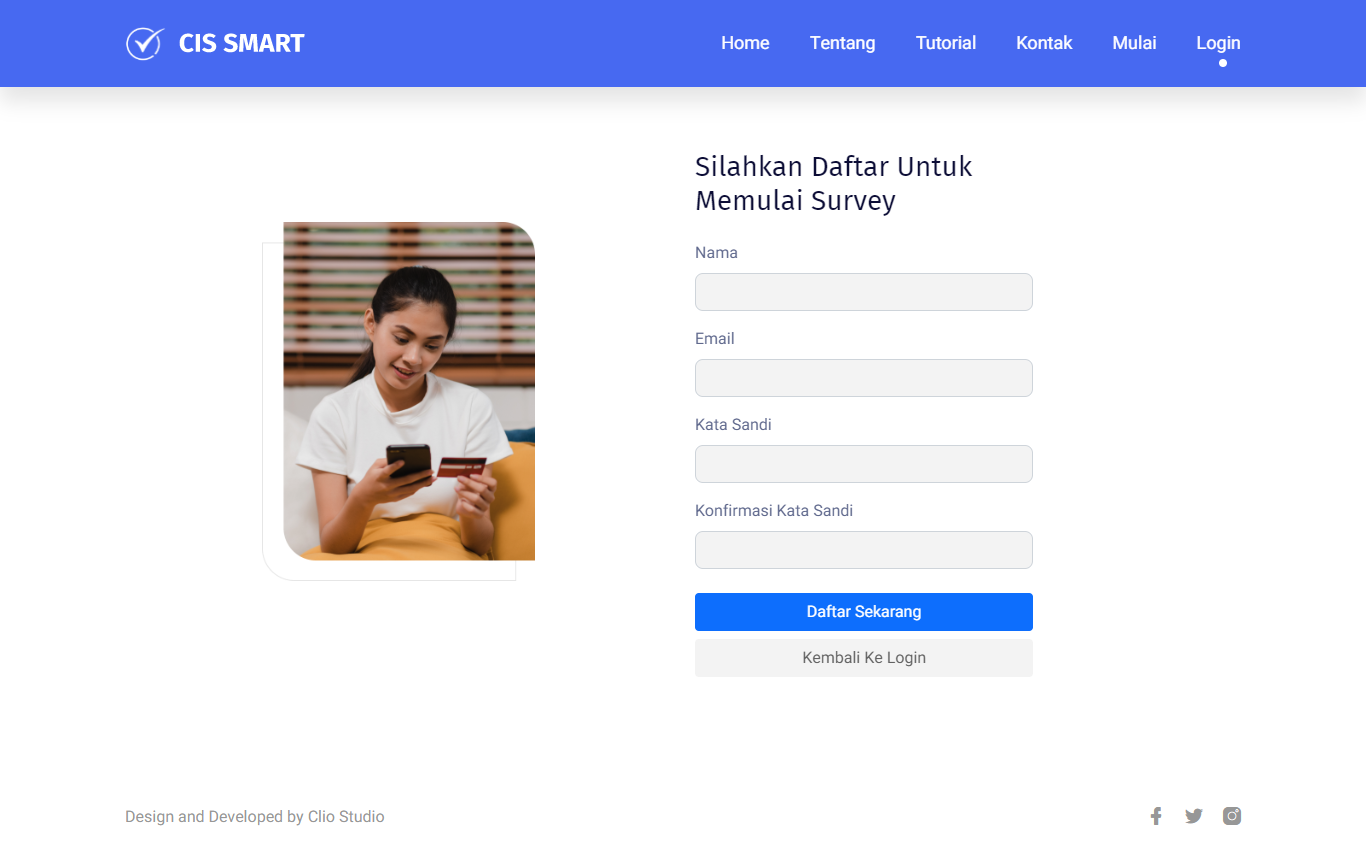 CIS SMART
Home
Tentang
Tutorial
Kontak
Mulai
Login
Silahkan Daftar Untuk
Memulai Survey
Nama
Email
Kata Sandi
Konfirmasi Kata Sandi
Daftar Sekarang
Kembali Ke Login
Design and Developed by Clio Studio